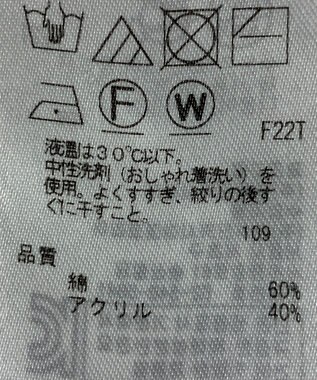 F
W
F22T
液温は30℃以下。
中性洗剤（おしゃれ着洗い）を
使用。よくすすぎ、絞りの後す
ぐに干すこと。
109
品質
綿 60%
アクリル 40%